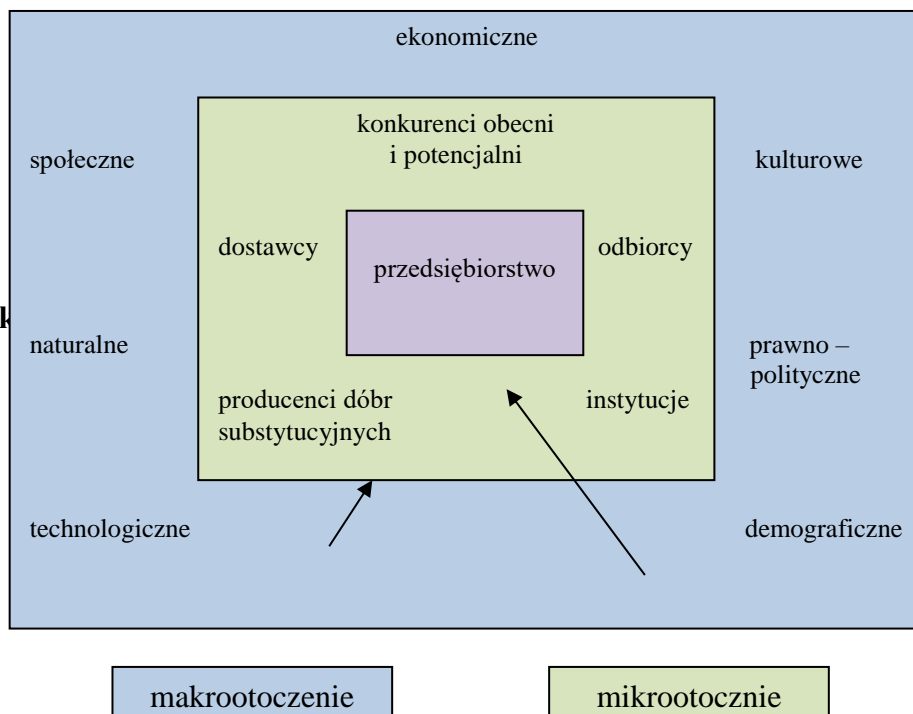 ekonomiczne
konkurenci obecni
i potencjalni
społeczne
kulturowe
dostawcy
odbiorcy
przedsiębiorstwo
k
naturalne
prawno –
polityczne
producenci dóbr
substytucyjnych
instytucje
technologiczne
demograficzne
makrootoczenie
mikrootocznie